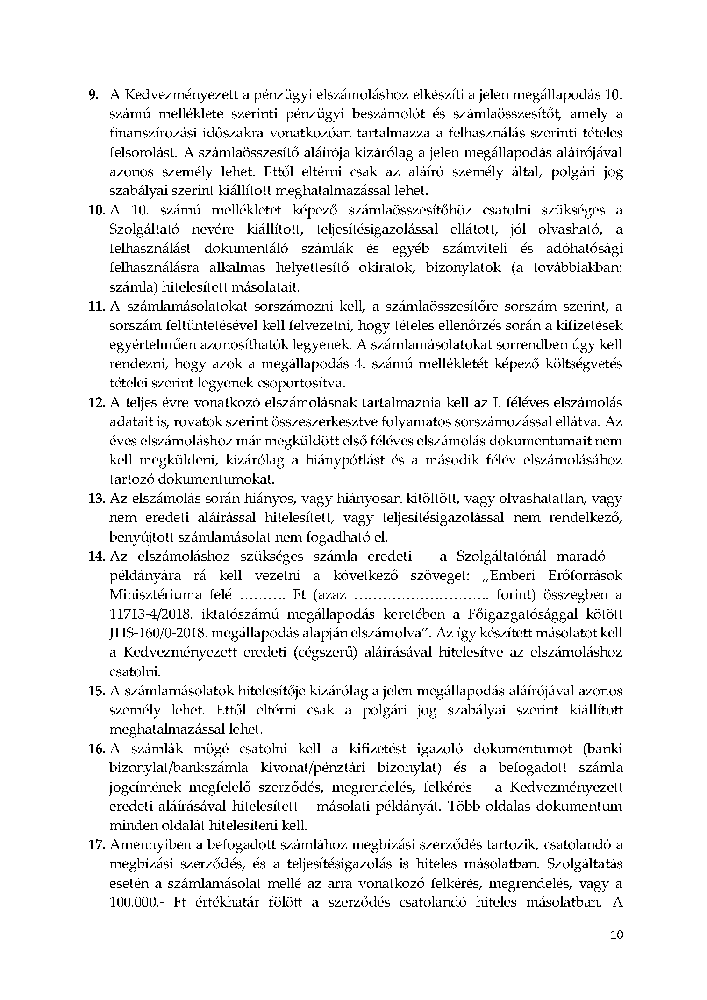 9. A Kedvezményezett a pénzügyi elszámoláshoz elkészíti a jelen megállapodás 10.
számú melléklete szerinti pénzügyi beszámolót és számlaösszesítőt, amely a
finanszírozási időszakra vonatkozóan tartalmazza a felhasználás szerinti tételes
felsorolást. A számlaösszesítő aláírója kizárólag a jelen megállapodás aláírójával
azonos személy lehet. Ettől eltérni csak az aláíró személy által, polgári jog
szabályai szerint kiállított meghatalmazással lehet.
10. A 10. számú mellékletet képező számlaösszesítőhöz csatolni szükséges a
Szolgáltató nevére kiállított, teljesítésigazolással ellátott, jól olvasható, a
felhasználást dokumentáló számlák és egyéb számviteli és adóhatósági
felhasználásra alkalmas helyettesítő okiratok, bizonylatok (a továbbiakban:
számla) hitelesített másolatait.
11. A számlamásolatokat sorszámozni kell, a számlaösszesítőre sorszám szerint, a
sorszám feltüntetésével kell felvezetni, hogy tételes ellenőrzés során a kifizetések
egyértelműen azonosíthatók legyenek. A számlamásolatokat sorrendben úgy kell
rendezni, hogy azok a megállapodás 4. számú mellékletét képező költségvetés
tételei szerint legyenek csoportosítva.
12. A teljes évre vonatkozó elszámolásnak tartalmaznia kell az I. féléves elszámolás
adatait is, rovatok szerint összeszerkesztve folyamatos sorszámozással ellátva. Az
éves elszámoláshoz már megküldött első féléves elszámolás dokumentumait nem
kell megküldeni, kizárólag a hiánypótlást és a második félév elszámolásához
tartozó dokumentumokat.
13. Az elszámolás során hiányos, vagy hiányosan kitöltött, vagy olvashatatlan, vagy
nem eredeti aláírással hitelesített, vagy teljesítésigazolással nem rendelkező,
benyújtott számlamásolat nem fogadható el.
14. Az elszámoláshoz szükséges számla eredeti – a Szolgáltatónál maradó –
példányára rá kell vezetni a következő szöveget: „Emberi Erőforrások
Minisztériuma felé ………. Ft (azaz ……………………….. forint) összegben a
11713-4/2018. iktatószámú megállapodás keretében a Főigazgatósággal kötött
JHS-160/0-2018. megállapodás alapján elszámolva”. Az így készített másolatot kell
a Kedvezményezett eredeti (cégszerű) aláírásával hitelesítve az elszámoláshoz
csatolni.
15. A számlamásolatok hitelesítője kizárólag a jelen megállapodás aláírójával azonos
személy lehet. Ettől eltérni csak a polgári jog szabályai szerint kiállított
meghatalmazással lehet.
16. A számlák mögé csatolni kell a kifizetést igazoló dokumentumot (banki
bizonylat/bankszámla kivonat/pénztári bizonylat) és a befogadott számla
jogcímének megfelelő szerződés, megrendelés, felkérés – a Kedvezményezett
eredeti aláírásával hitelesített – másolati példányát. Több oldalas dokumentum
minden oldalát hitelesíteni kell.
17. Amennyiben a befogadott számlához megbízási szerződés tartozik, csatolandó a
megbízási szerződés, és a teljesítésigazolás is hiteles másolatban. Szolgáltatás
esetén a számlamásolat mellé az arra vonatkozó felkérés, megrendelés, vagy a
100.000.- Ft értékhatár fölött a szerződés csatolandó hiteles másolatban. A
10